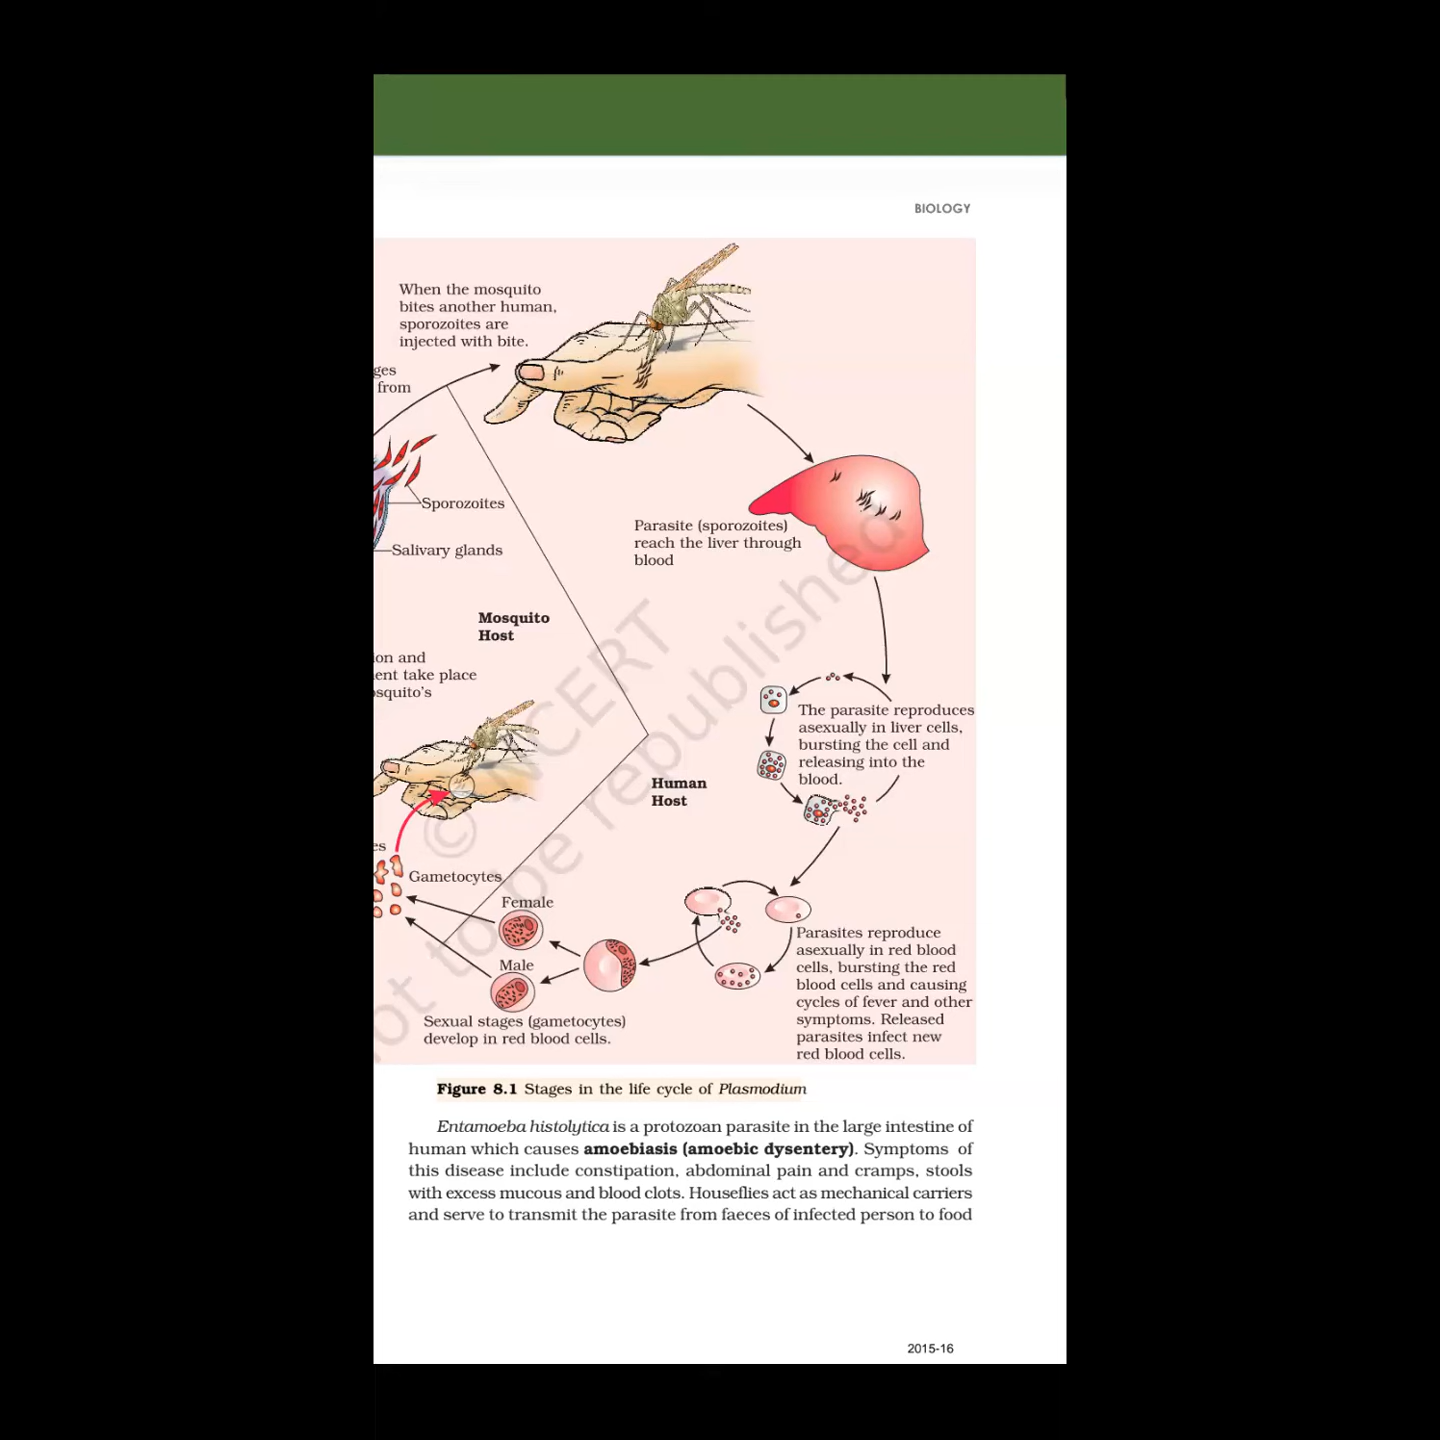 BIOLOGY
When the mosquito
bites another human,
sporozoites are
injected with bite.
ges
from
Sporozoites
Salivary glands
Parasite (sporozoites)
reach the liver through
blood
Mosquito
Host
on and
ent take place
squito's
The parasite reproduces
asexually in liver cells,
bursting the cell and
releasing into the
blood.
Human
Host
es
Gametocytes
Female
Male
Sexual stages (gametocytes)
develop in red blood cells.
Parasites reproduce
asexually in red blood
cells, bursting the red
blood cells and causing
cycles of fever and other
symptoms. Released
parasites infect new
red blood cells.
© NCERT
not to be republished
Figure 8.1 Stages in the life cycle of Plasmodium
Entamoeba histolytica is a protozoan parasite in the large intestine of
human which causes amoebiasis (amoebic dysentery). Symptoms of
this disease include constipation, abdominal pain and cramps, stools
with excess mucous and blood clots. Houseflies act as mechanical carriers
and serve to transmit the parasite from faeces of infected person to food
2015-16